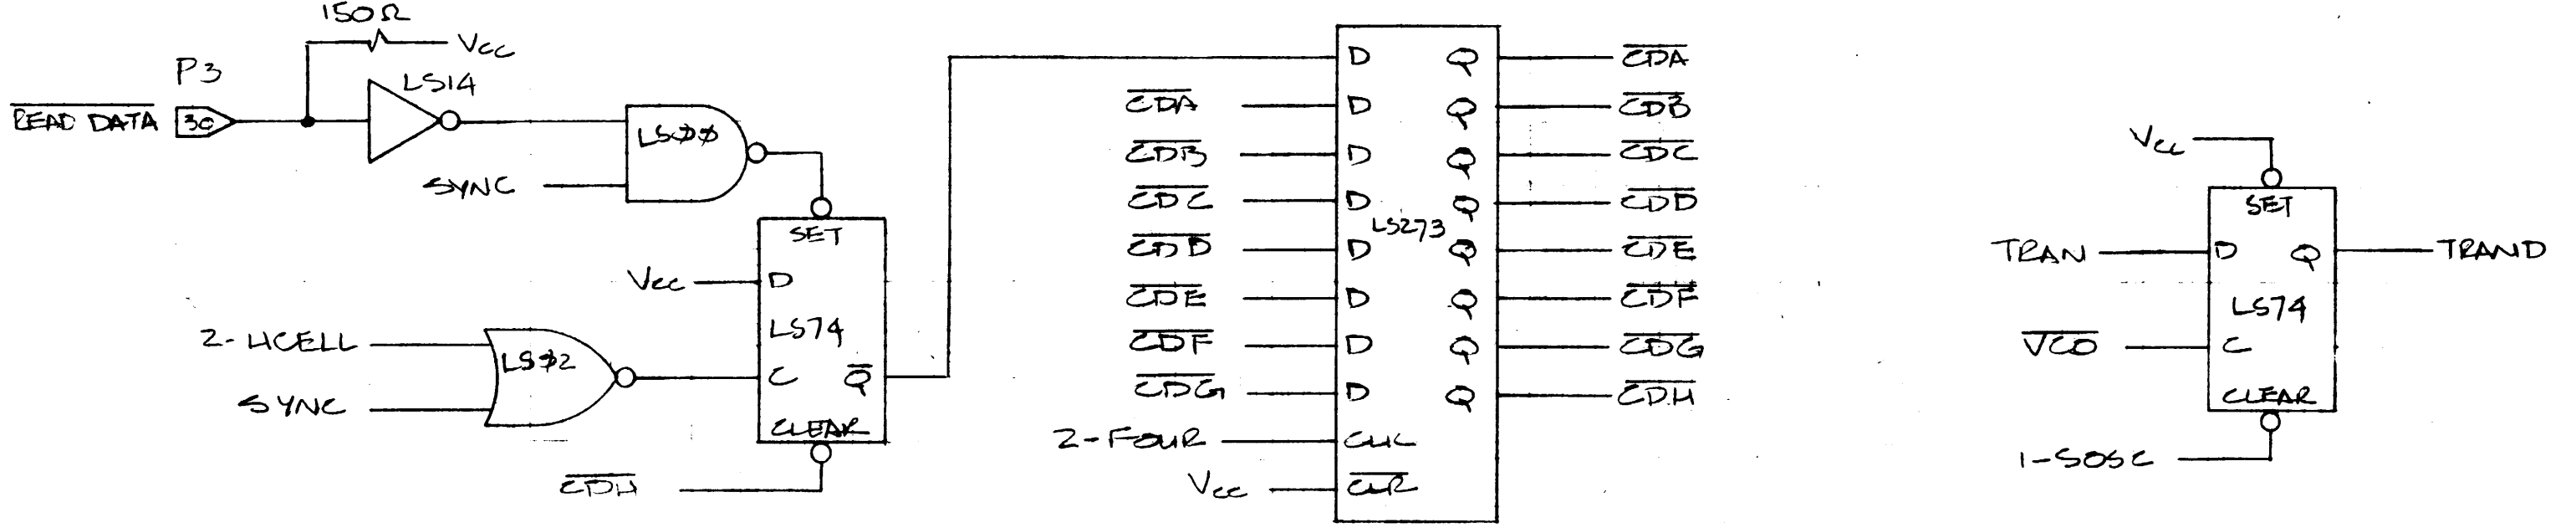 150Ω
VCC
P3
LS14
READ DATA
30
LS00
SYNC
SET
VCC
D
LS74
2-HCELL
LS02
C
Q
SYNC
CLEAR
CDH
D Q CDA
CDA D Q CDB
CDB D Q CDC
CDC D Q CDD
LS273
CDD D Q CDE
CDE D Q CDF
CDF D Q CDG
CDG D Q CDH
2-FOUR CLK
VCC CLR
VCC
SET
TRAN D Q TRAND
LS74
VCO C
CLEAR
1-SOSC